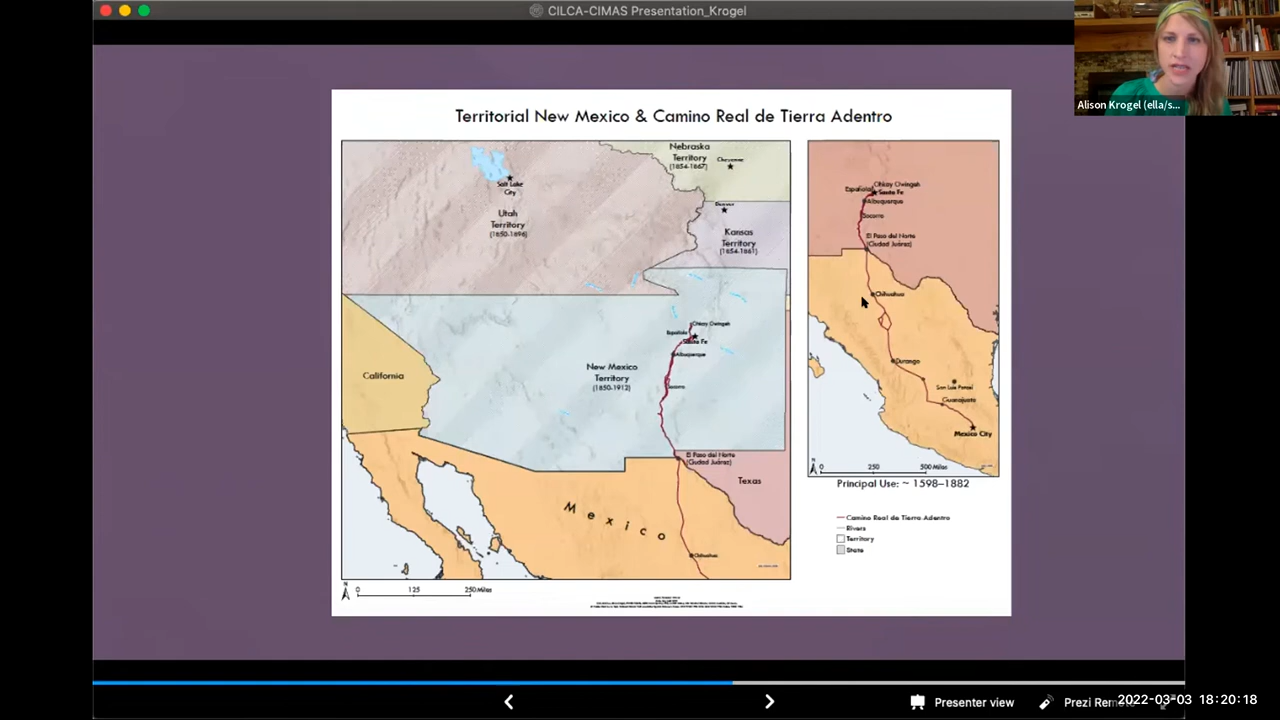 CILCA-CIMAS Presentation_Krogel
Alison Krogel (ella/s...
Territorial New Mexico & Camino Real de Tierra Adentro
Nebraska
Territory
(1854-1867)
Cheyenne
Salt Lake
City
Utah
Territory
(1850-1896)
Denver
Kansas
Territory
(1854-1861)
California
New Mexico
Territory
(1850-1912)
Ohkay Owingeh
Española
Santa Fe
Albuquerque
Socorro
El Paso del Norte
(Ciudad Juárez)
Texas
Mexico
Chihuahua
N
0 125 250 Miles
Ohkay Owingeh
Española
Santa Fe
Albuquerque
Socorro
El Paso del Norte
(Ciudad Juárez)
Chihuahua
Durango
San Luis Potosí
Guanajuato
Mexico City
N
0 250 500 Miles
Principal Use: ~ 1598–1882
Camino Real de Tierra Adentro
Rivers
Territory
State
Presenter view
Prezi Remo
2022-03-03 18:20:18